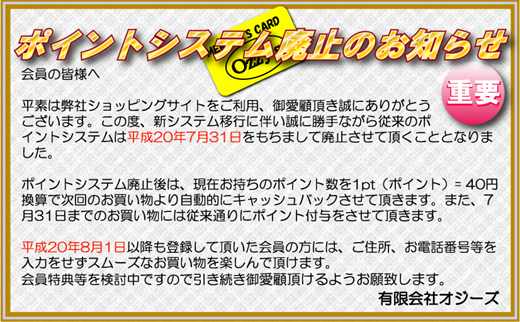 MEMBER'S CARD
Ozzy's
ポイントシステム廃止のお知らせ
会員の皆様へ
重要
平素は弊社ショッピングサイトをご利用、御愛顧頂き誠にありがとう
ございます。この度、新システム移行に伴い誠に勝手ながら従来のポ
イントシステムは平成20年7月31日をもちまして廃止させて頂くこととなりま
した。
ポイントシステム廃止後は、現在お持ちのポイント数を1pt（ポイント）= 40円
換算で次回のお買い物より自動的にキャッシュバックさせて頂きます。また、7
月31日までのお買い物には従来通りにポイント付与をさせて頂きます。
平成20年8月1日以降も登録して頂いた会員の方には、ご住所、お電話番号等を
入力をせずスムーズなお買い物を楽しんで頂けます。
会員特典等を検討中ですので引き続き御愛顧頂けるようお願致します。
有限会社オジーズ